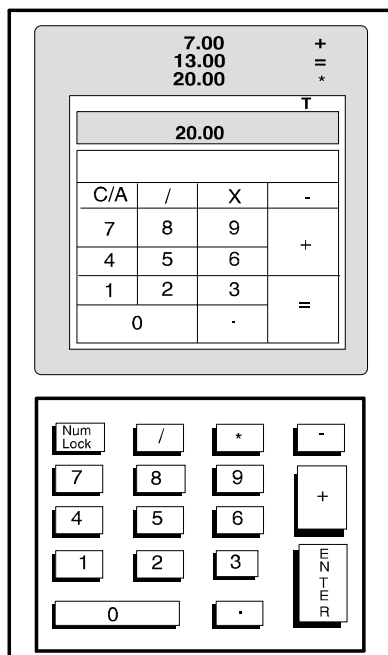 7.00 +
13.00 =
20.00 *
T
20.00
C/A / X -
7 8 9
+
4 5 6
1 2 3
=
0 .
Num Lock / * -
7 8 9
+
4 5 6
1 2 3
ENTER
0 .